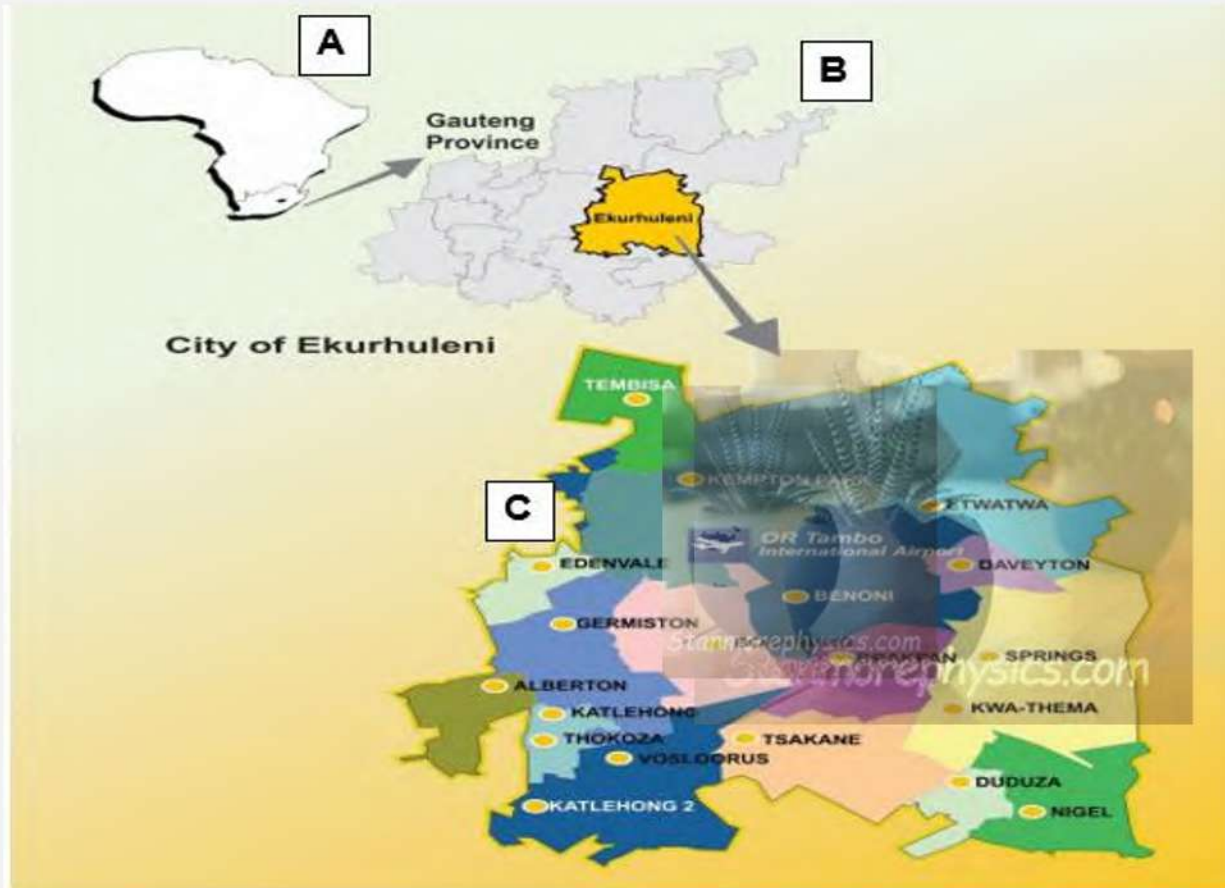 A
B
Gauteng
Province
Ekurhuleni
City of Ekurhuleni
TEMBISA
KEMPTON PARK
C
ETWATWA
OR Tambo
International Airport
EDENVALE
DAVEYTON
BENONI
GERMISTON
Stanmorephysics.com
SPRINGS
Stanmorephysics.com
ALBERTON
KATLEHONG
KWA-THEMA
THOKOZA
TSAKANE
VOSLOORUS
DUDUZA
KATLEHONG 2
NIGEL